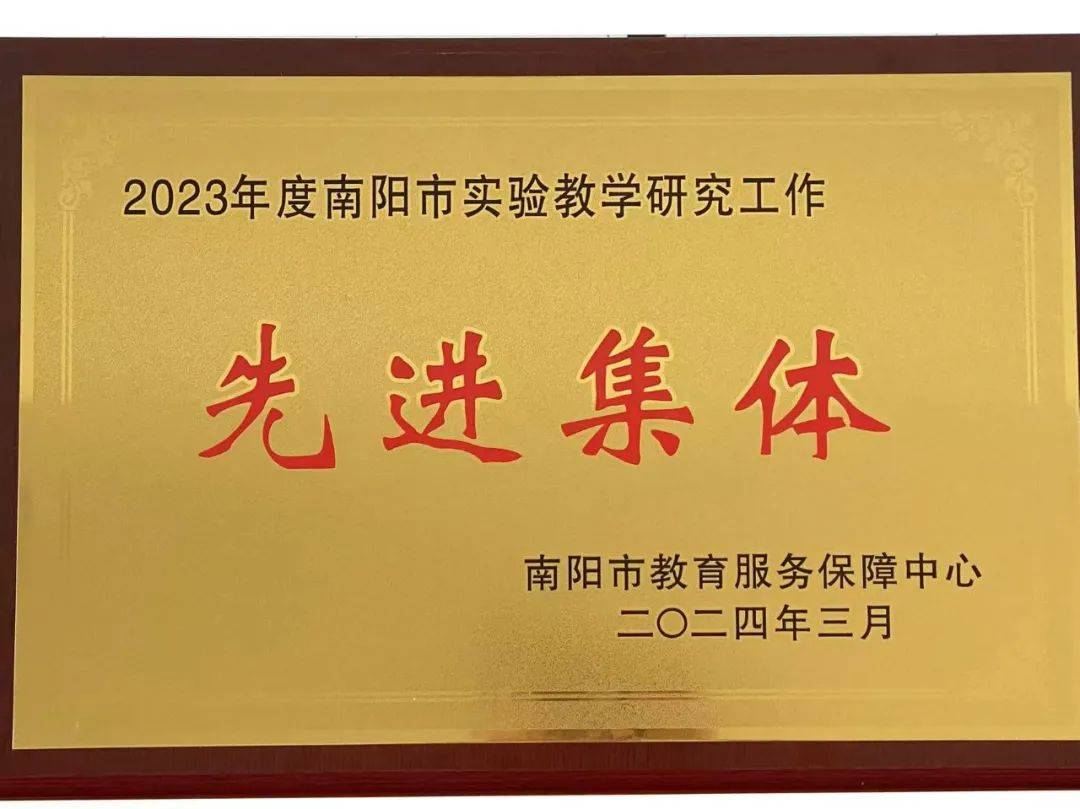 2023年度南阳市实验教学研究工作
先进集体
南阳市教育服务保障中心
二〇二四年三月